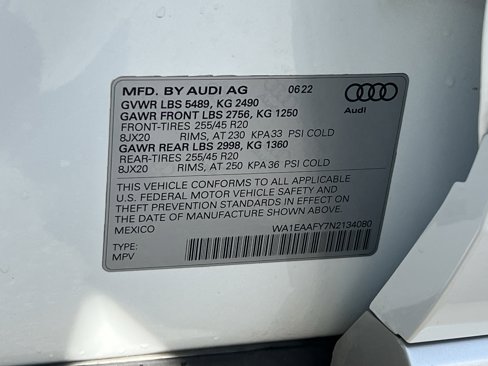 MFD. BY AUDI AG 06.22
GVWR LBS 5489, KG 2490
GAWR FRONT LBS 2756, KG 1250
FRONT-TIRES 255/45 R20
8JX20 RIMS, AT 230 KPA 33 PSI COLD
GAWR REAR LBS 2998, KG 1360
REAR-TIRES 255/45 R20
8JX20 RIMS, AT 250 KPA 36 PSI COLD
Audi
THIS VEHICLE CONFORMS TO ALL APPLICABLE
U.S. FEDERAL MOTOR VEHICLE SAFETY AND
THEFT PREVENTION STANDARDS IN EFFECT ON
THE DATE OF MANUFACTURE SHOWN ABOVE.
MEXICO WA1EAAFY7N2134080
TYPE:
MPV